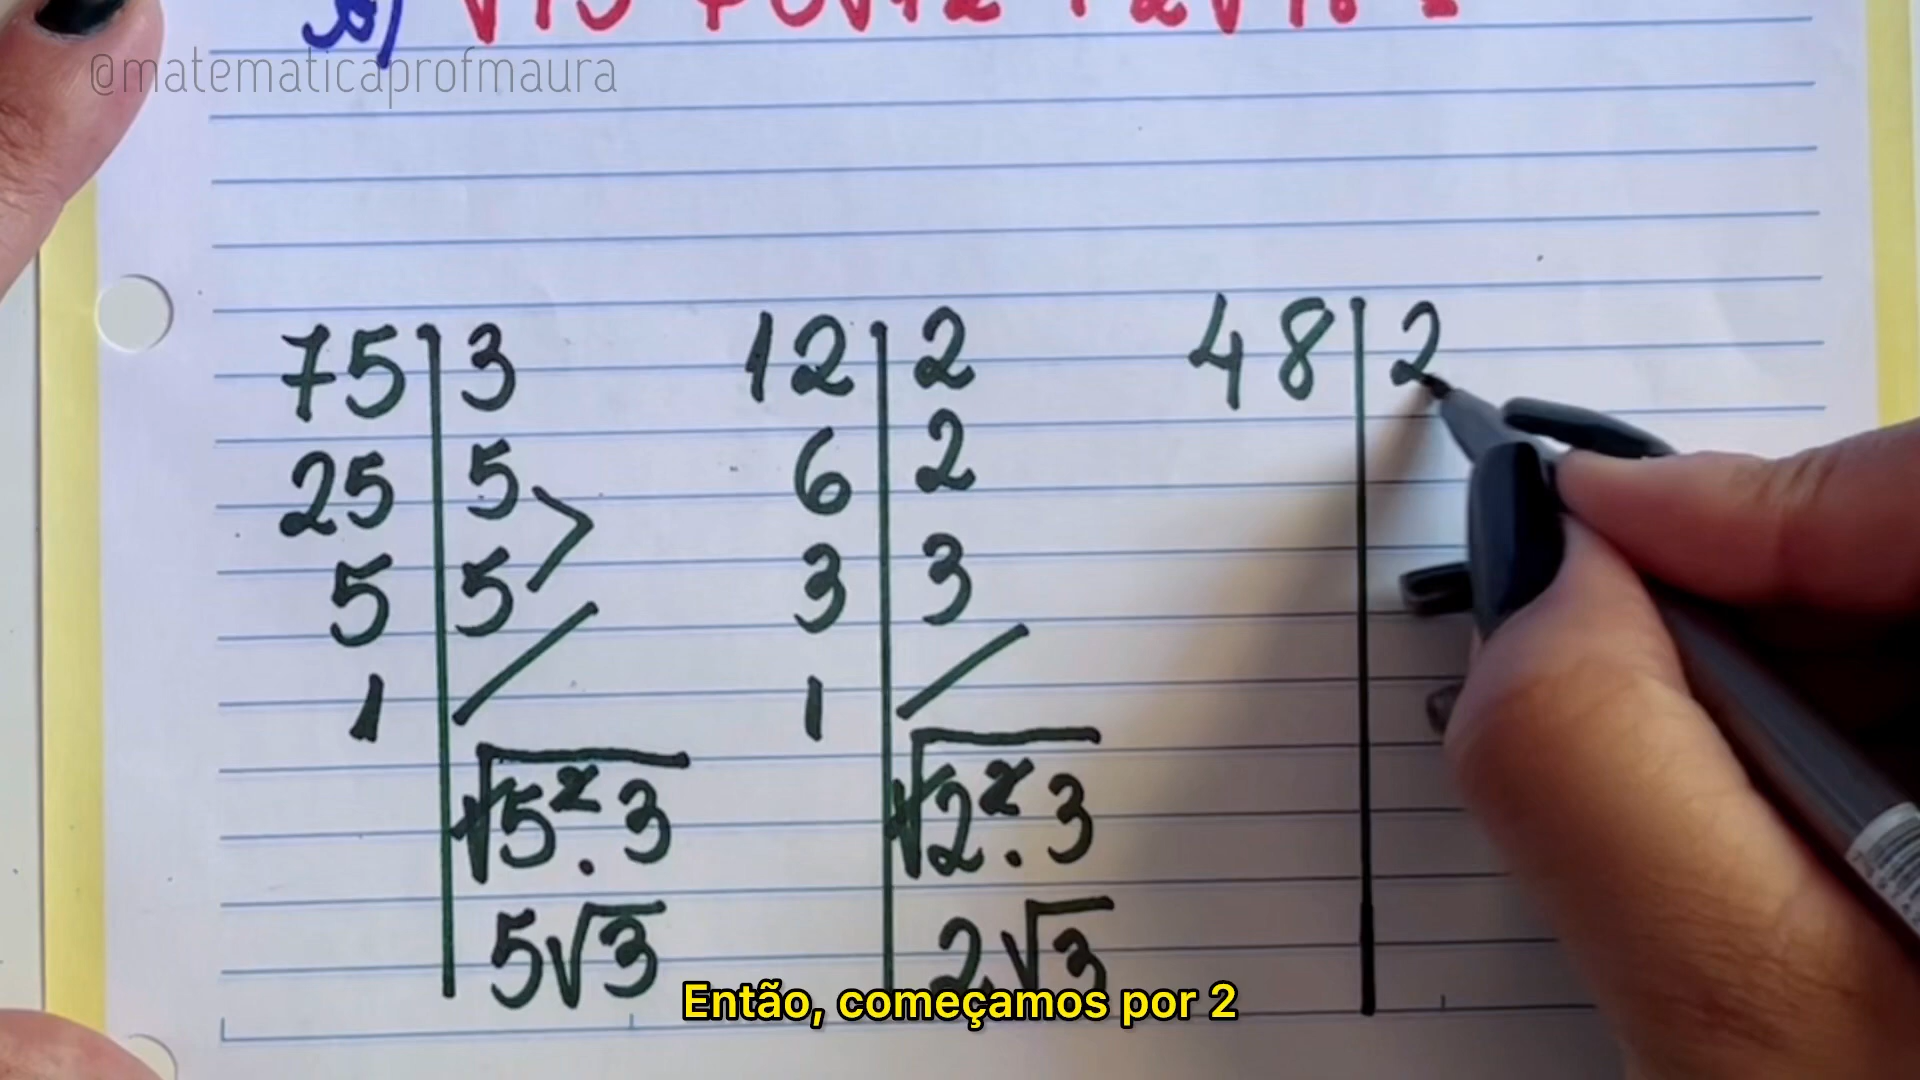 @matematicaprofmaura
75 | 3
25 | 5
5 | 5
1
√5².3
5√3
12 | 2
6 | 2
3 | 3
1
√2².3
2√3
48 | 2
Então, começamos por 2